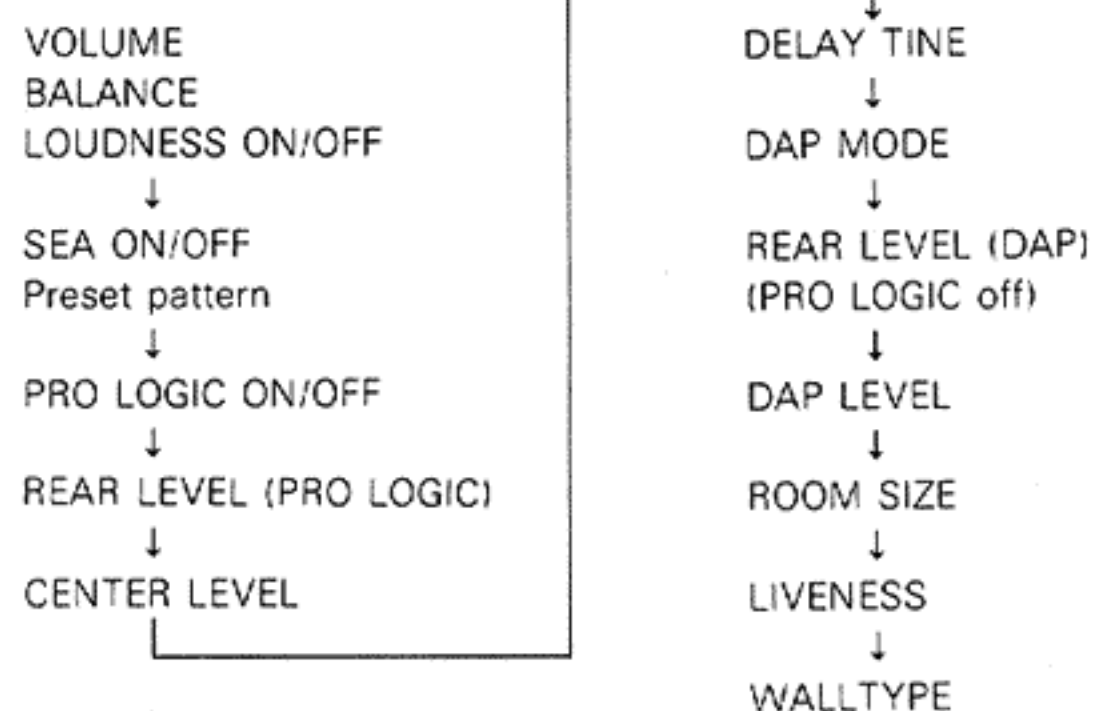 VOLUME
BALANCE
LOUDNESS ON/OFF
↓
SEA ON/OFF
Preset pattern
↓
PRO LOGIC ON/OFF
↓
REAR LEVEL (PRO LOGIC)
↓
CENTER LEVEL
↓
DELAY TINE
↓
DAP MODE
↓
REAR LEVEL (DAP)
(PRO LOGIC off)
↓
DAP LEVEL
↓
ROOM SIZE
↓
LIVENESS
↓
WALLTYPE